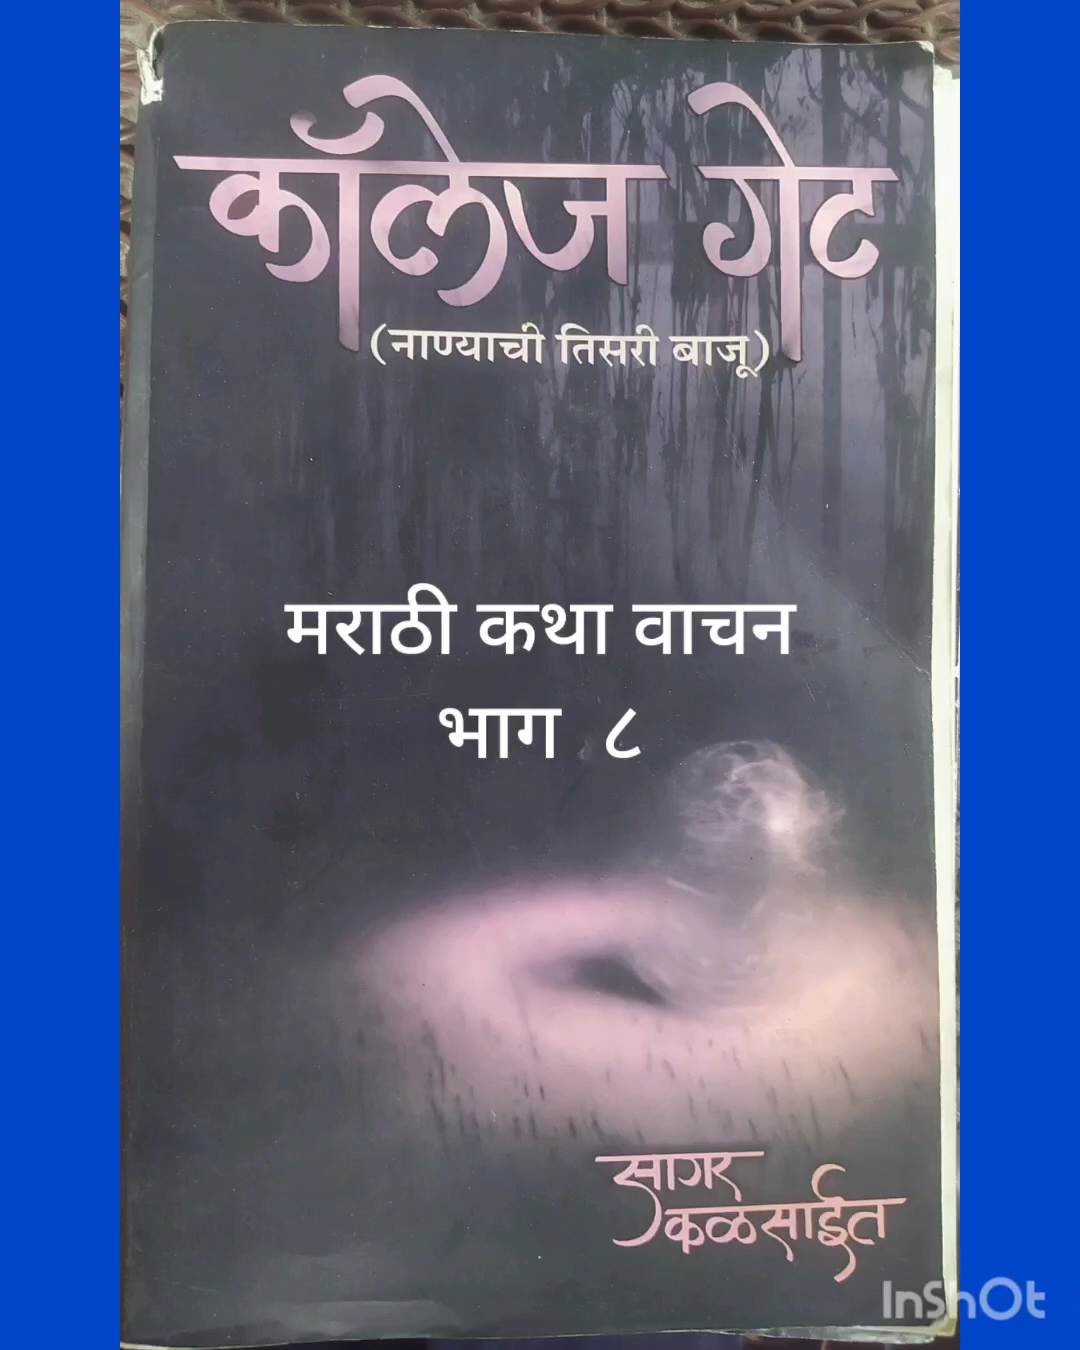 कॉलेज गेट
(नाण्याची तिसरी बाजू)
मराठी कथा वाचन
भाग ८
सागर
कळसाईत
InShOt